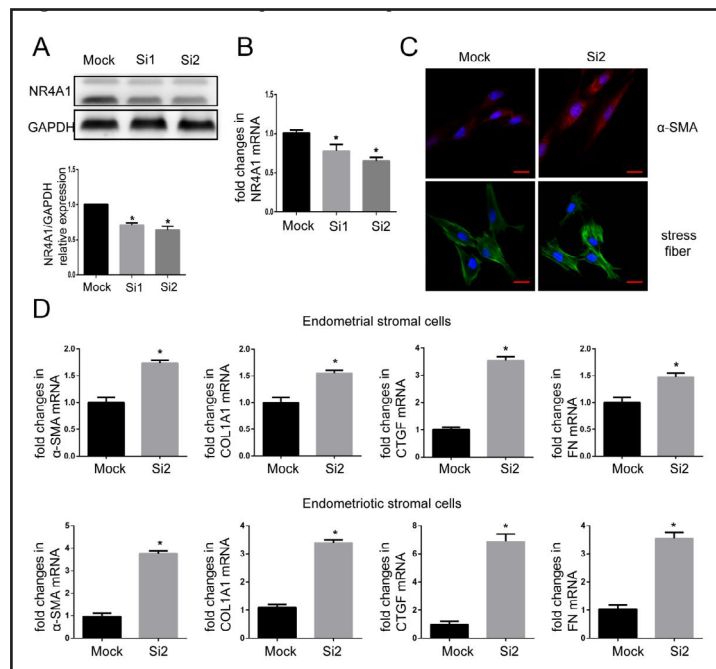 A
Mock
Si1
Si2
NR4A1
GAPDH
NR4A1/GAPDH
relative expression
1.0
0.5
0.0
*
*
Mock
Si1
Si2
B
fold changes in
NR4A1 mRNA
1.5
1.0
0.5
0.0
*
*
Mock
Si1
Si2
C
Mock
Si2
α-SMA
stress
fiber
D
Endometrial stromal cells
fold changes in
α-SMA mRNA
2.0
1.5
1.0
0.5
0.0
*
Mock
Si2
fold changes in
COL1A1 mRNA
2.0
1.5
1.0
0.5
0.0
*
Mock
Si2
fold changes in
CTGF mRNA
4
3
2
1
0
*
Mock
Si2
fold changes in
FN mRNA
2.0
1.5
1.0
0.5
0.0
*
Mock
Si2
Endometriotic stromal cells
fold changes in
α-SMA mRNA
5
4
3
2
1
0
*
Mock
Si2
fold changes in
COL1A1 mRNA
4
3
2
1
0
*
Mock
Si2
fold changes in
CTGF mRNA
8
6
4
2
0
*
Mock
Si2
fold changes in
FN mRNA
4
3
2
1
0
*
Mock
Si2